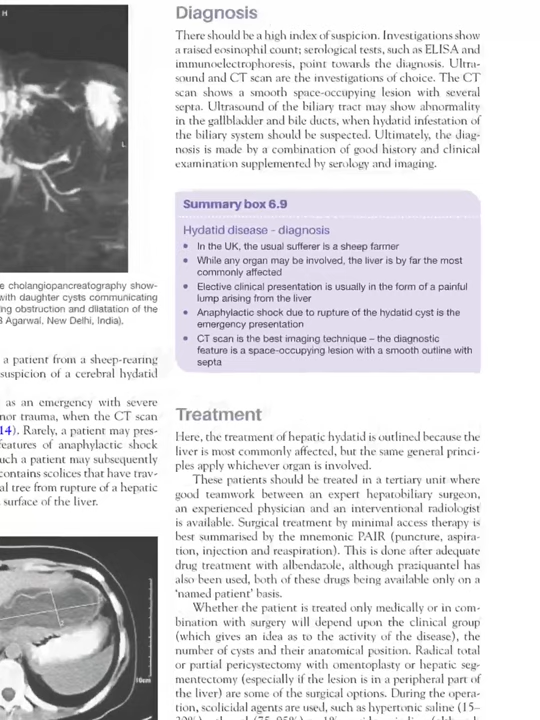 H
L
e cholangiopancreatography show-
with daughter cysts communicating
ing obstruction and dilatation of the
B Agarwal, New Delhi, India).
a patient from a sheep-rearing
suspicion of a cerebral hydatid
as an emergency with severe
nor trauma, when the CT scan
14). Rarely, a patient may pres-
features of anaphylactic shock
uch a patient may subsequently
contains scolices that have trav-
al tree from rupture of a hepatic
surface of the liver.
10cm
Diagnosis
There should be a high index of suspicion. Investigations show
a raised eosinophil count; serological tests, such as ELISA and
immunoelectrophoresis, point towards the diagnosis. Ultra-
sound and CT scan are the investigations of choice. The CT
scan shows a smooth space-occupying lesion with several
septa. Ultrasound of the biliary tract may show abnormality
in the gallbladder and bile ducts, when hydatid infestation of
the biliary system should be suspected. Ultimately, the diag-
nosis is made by a combination of good history and clinical
examination supplemented by serology and imaging.
Summary box 6.9
Hydatid disease - diagnosis
• In the UK, the usual sufferer is a sheep farmer
• While any organ may be involved, the liver is by far the most
commonly affected
• Elective clinical presentation is usually in the form of a painful
lump arising from the liver
• Anaphylactic shock due to rupture of the hydatid cyst is the
emergency presentation
• CT scan is the best imaging technique – the diagnostic
feature is a space-occupying lesion with a smooth outline with
septa
Treatment
Here, the treatment of hepatic hydatid is outlined because the
liver is most commonly affected, but the same general princi-
ples apply whichever organ is involved.
These patients should be treated in a tertiary unit where
good teamwork between an expert hepatobiliary surgeon,
an experienced physician and an interventional radiologist
is available. Surgical treatment by minimal access therapy is
best summarised by the mnemonic PAIR (puncture, aspira-
tion, injection and reaspiration). This is done after adequate
drug treatment with albendazole, although praziquantel has
also been used, both of these drugs being available only on a
‘named patient’ basis.
Whether the patient is treated only medically or in com-
bination with surgery will depend upon the clinical group
(which gives an idea as to the activity of the disease), the
number of cysts and their anatomical position. Radical total
or partial pericystectomy with omentoplasty or hepatic seg-
mentectomy (especially if the lesion is in a peripheral part of
the liver) are some of the surgical options. During the opera-
tion, scolicidal agents are used, such as hypertonic saline (15–